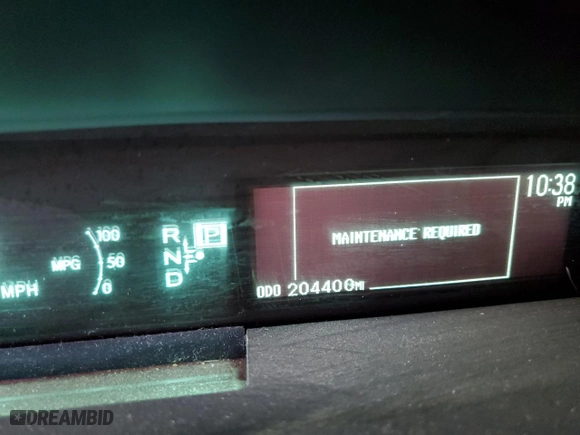 10:38
PM
100
MPG 50
0
MPH
R P
N
D
MAINTENANCE REQUIRED
ODO 204400MI
DREAMBID